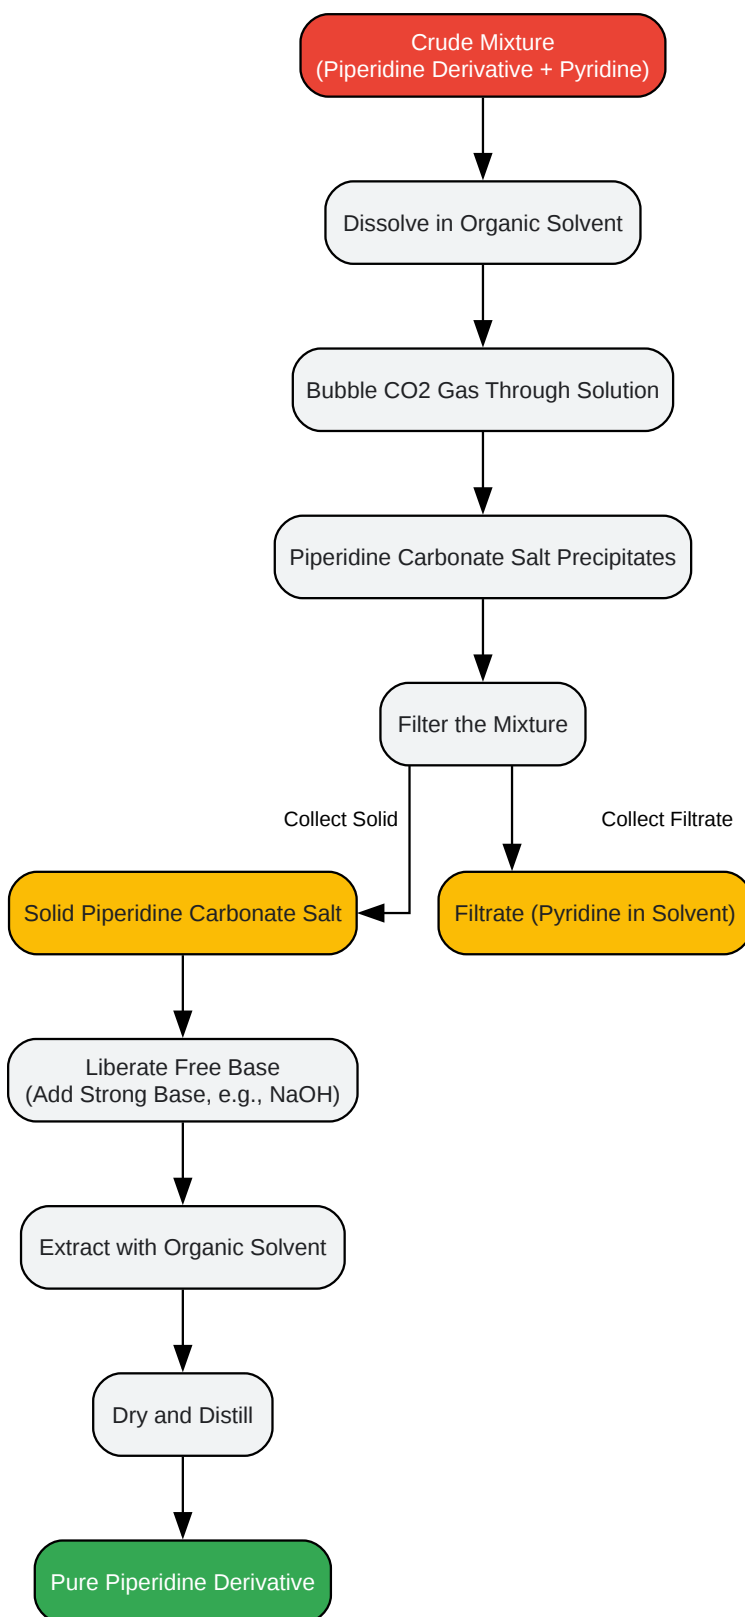 Crude Mixture
(Piperidine Derivative + Pyridine)
Dissolve in Organic Solvent
Bubble CO2 Gas Through Solution
Piperidine Carbonate Salt Precipitates
Filter the Mixture
Collect Solid
Collect Filtrate
Solid Piperidine Carbonate Salt
Filtrate (Pyridine in Solvent)
Liberate Free Base
(Add Strong Base, e.g., NaOH)
Extract with Organic Solvent
Dry and Distill
Pure Piperidine Derivative